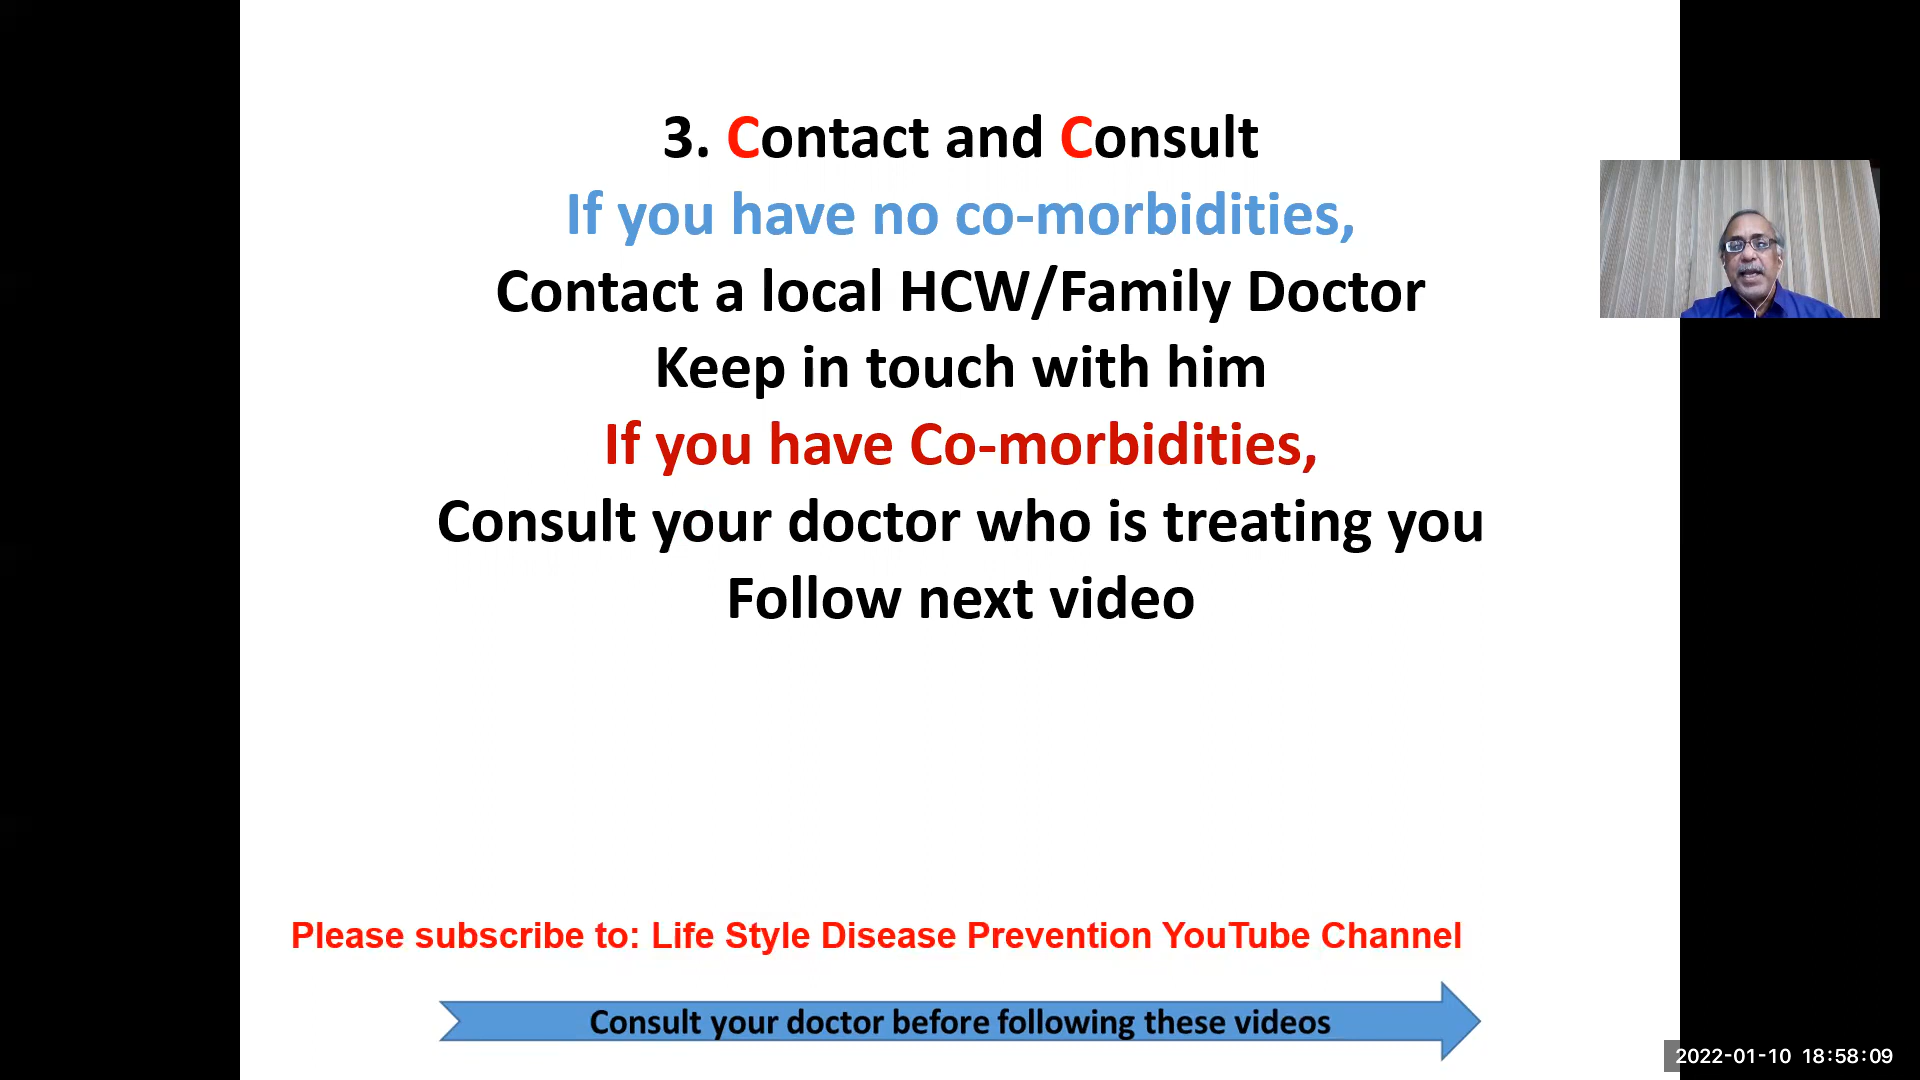 3. Contact and Consult
If you have no co-morbidities,
Contact a local HCW/Family Doctor
Keep in touch with him
If you have Co-morbidities,
Consult your doctor who is treating you
Follow next video
Please subscribe to: Life Style Disease Prevention YouTube Channel
Consult your doctor before following these videos
2022-01-10 18:58:09